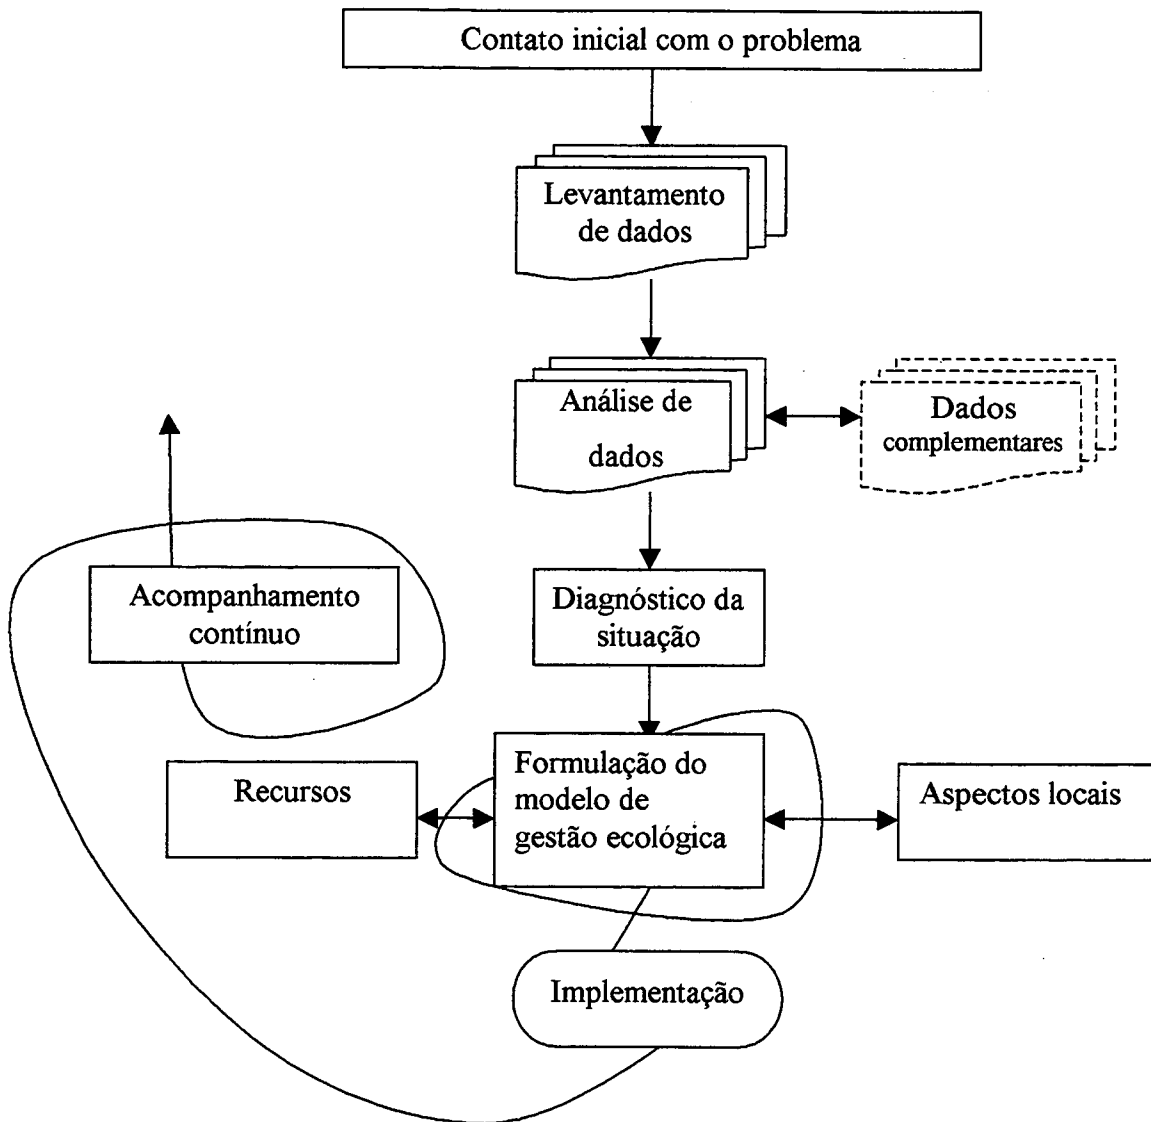 Contato inicial com o problema
Levantamento
de dados
Análise de
dados
Dados
complementares
Acompanhamento
contínuo
Diagnóstico da
situação
Recursos
Formulação do
modelo de
gestão ecológica
Aspectos locais
Implementação